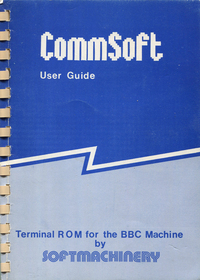 CommSoft
User Guide
Terminal ROM for the BBC Machine
by
SOFTMACHINERY